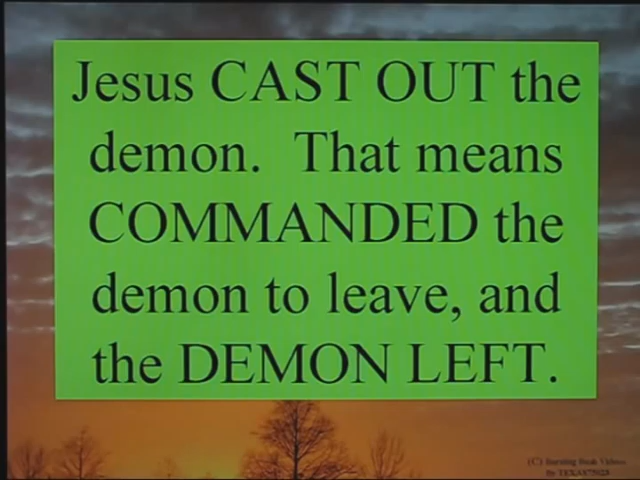 Jesus CAST OUT the
demon. That means
COMMANDED the
demon to leave, and
the DEMON LEFT.
(C)